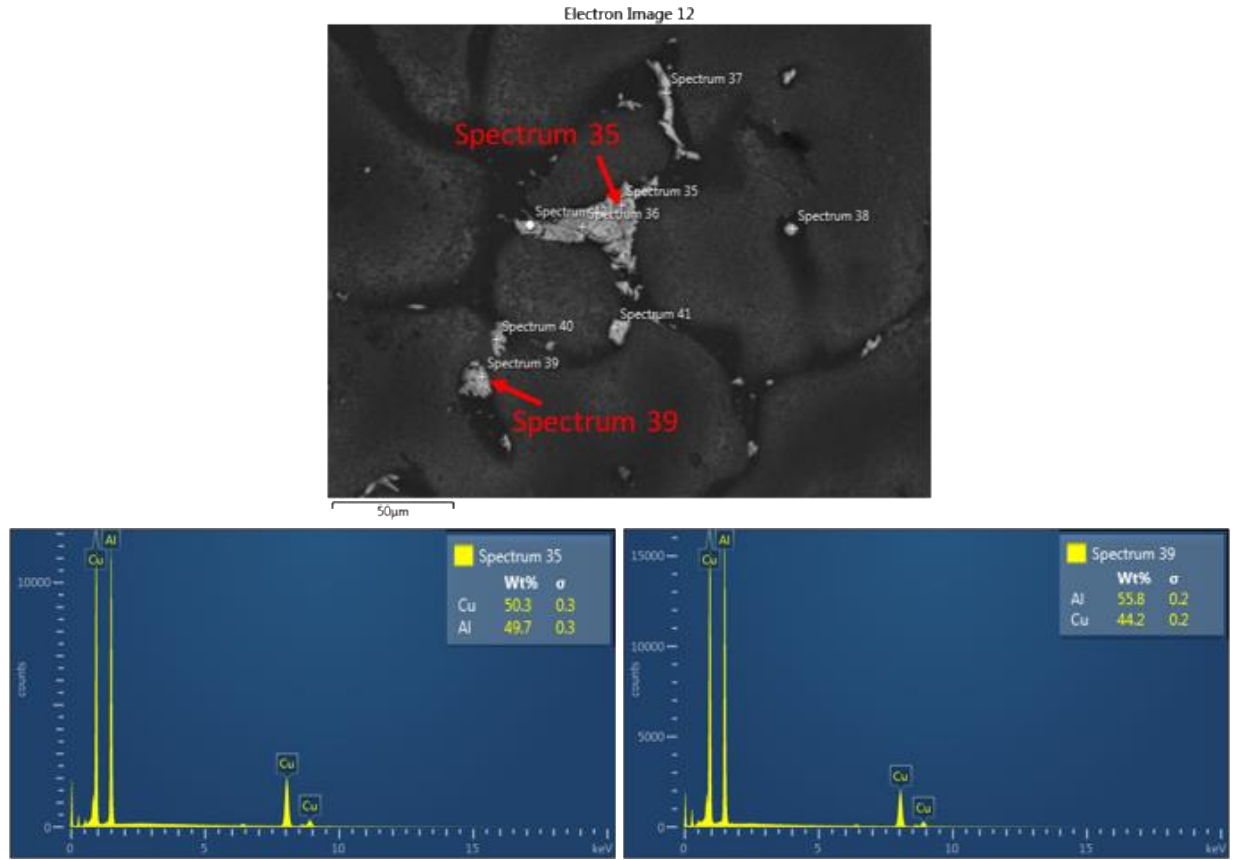 Electron Image 12
Spectrum 37
Spectrum 35
Spectrum 35
Spectrum 36
Spectrum 38
Spectrum 41
Spectrum 40
Spectrum 39
Spectrum 39
50µm
Spectrum 35
Wt% σ
Cu 50.3 0.3
Al 49.7 0.3
Cu
Al
Cu
Cu
10000
0
counts
0 5 10 15 keV
Spectrum 39
Wt% σ
Al 55.8 0.2
Cu 44.2 0.2
Cu
Al
Cu
Cu
15000
10000
5000
0
counts
0 5 10 15 keV